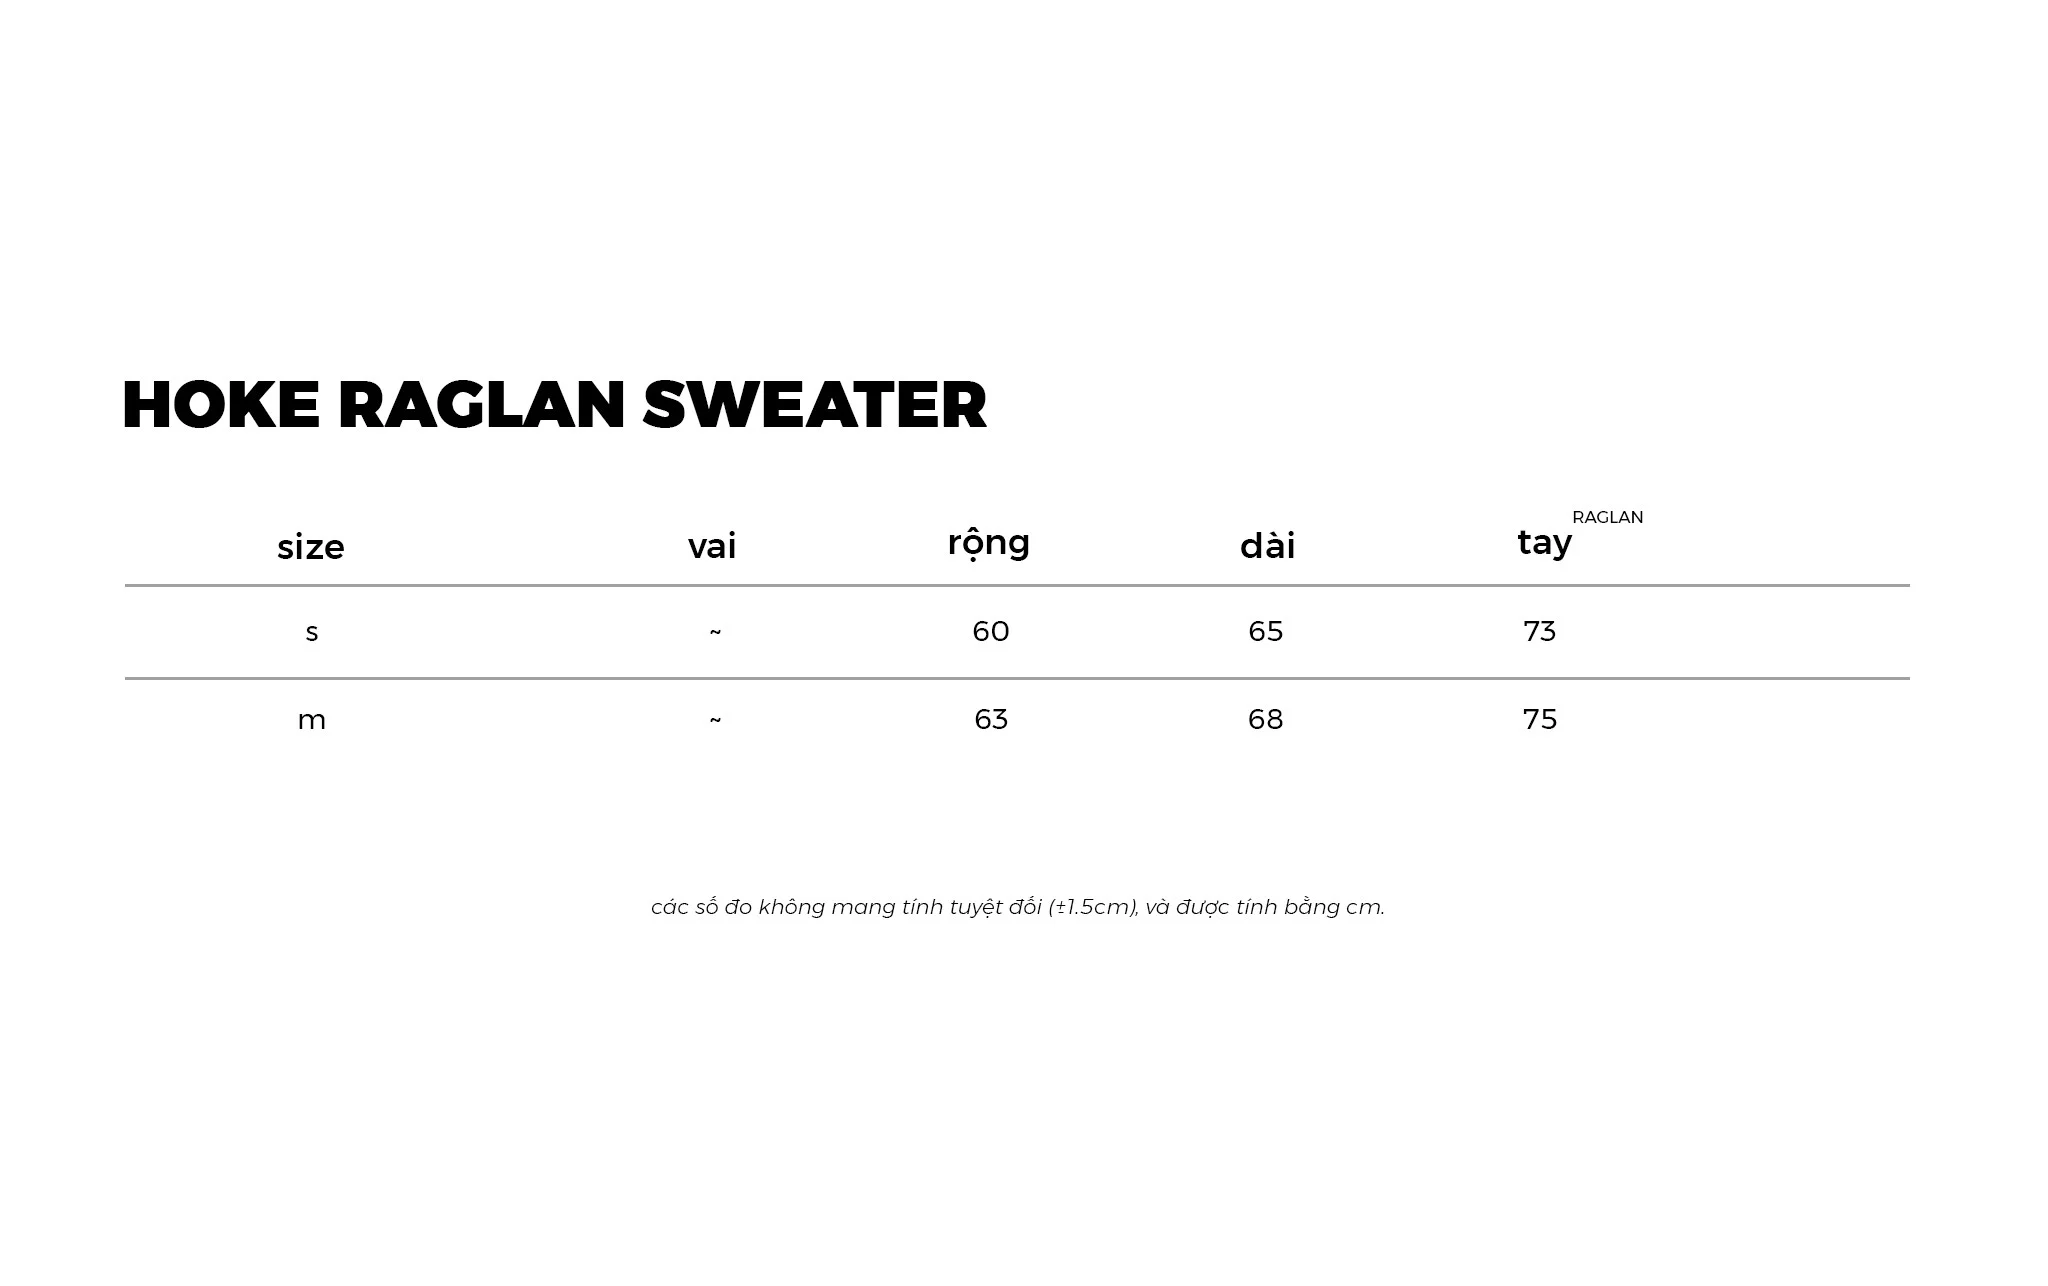 HOKE RAGLAN SWEATER
size vai rộng dài tay RAGLAN
s ~ 60 65 73
m ~ 63 68 75
các số đo không mang tính tuyệt đối (±1.5cm), và được tính bằng cm.